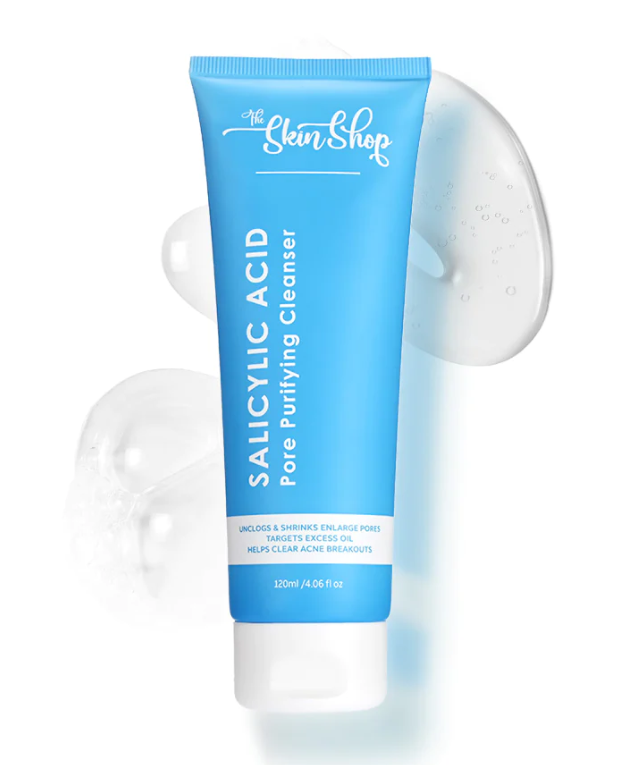 The
Skin Shop
SALICYLIC ACID
Pore Purifying Cleanser
UNCLOGS & SHRINKS ENLARGE PORES
TARGETS EXCESS OIL
HELPS CLEAR ACNE BREAKOUTS
120ml /4.06 fl oz